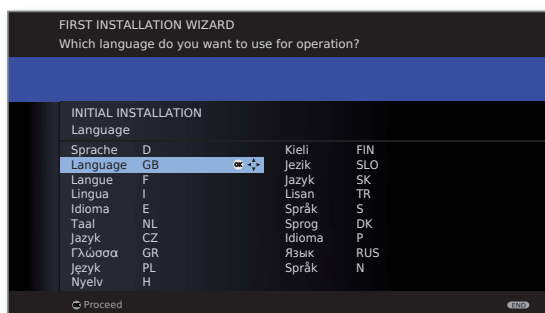 FIRST INSTALLATION WIZARD
Which language do you want to use for operation?
INITIAL INSTALLATION
Language
Sprache D
Language GB OK
Langue F
Lingua I
Idioma E
Taal NL
Jazyk CZ
Γλώσσα GR
Język PL
Nyelv H
Kieli FIN
Jezik SLO
Jazyk SK
Lisan TR
Språk S
Sprog DK
Idioma P
Язык RUS
Språk N
OK Proceed
END